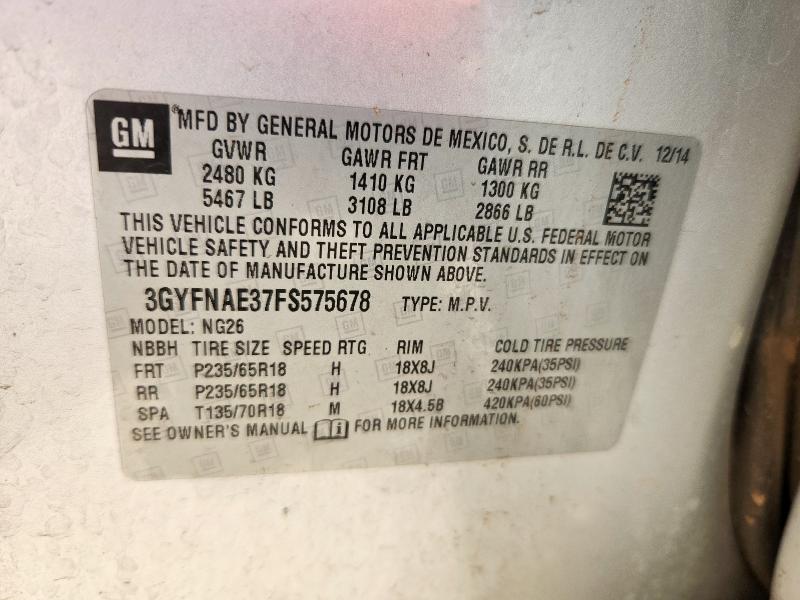 GM ® MFD BY GENERAL MOTORS DE MEXICO, S. DE R.L. DE C.V. 12/14
GVWR GAWR FRT GAWR RR
2480 KG 1410 KG 1300 KG
5467 LB 3108 LB 2866 LB
THIS VEHICLE CONFORMS TO ALL APPLICABLE U.S. FEDERAL MOTOR
VEHICLE SAFETY, AND THEFT PREVENTION STANDARDS IN EFFECT ON
THE DATE OF MANUFACTURE SHOWN ABOVE.
3GYFNAE37FS575678 TYPE: M.P.V.
MODEL: NG26
NBBH TIRE SIZE SPEED RTG RIM COLD TIRE PRESSURE
FRT P235/65R18 H 18X8J 240KPA(35PSI)
RR P235/65R18 H 18X8J 240KPA(35PSI)
SPA T135/70R18 M 18X4.5B 420KPA(60PSI)
SEE OWNER'S MANUAL i FOR MORE INFORMATION.